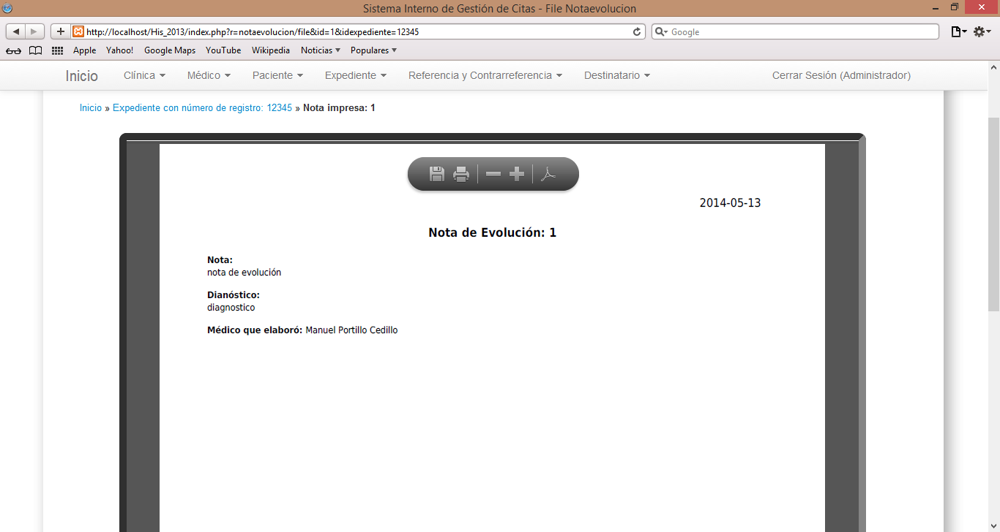 Sistema Interno de Gestión de Citas - File Notaevolucion
http://localhost/His_2013/index.php?r=notaevolucion/file&id=1&idexpediente=12345 Google
Apple Yahoo! Google Maps YouTube Wikipedia Noticias Populares
Inicio Clínica Médico Paciente Expediente Referencia y Contrarreferencia Destinatario Cerrar Sesión (Administrador)
Inicio » Expediente con número de registro: 12345 » Nota impresa: 1
2014-05-13
Nota de Evolución: 1
Nota:
nota de evolución
Dianóstico:
diagnostico
Médico que elaboró: Manuel Portillo Cedillo